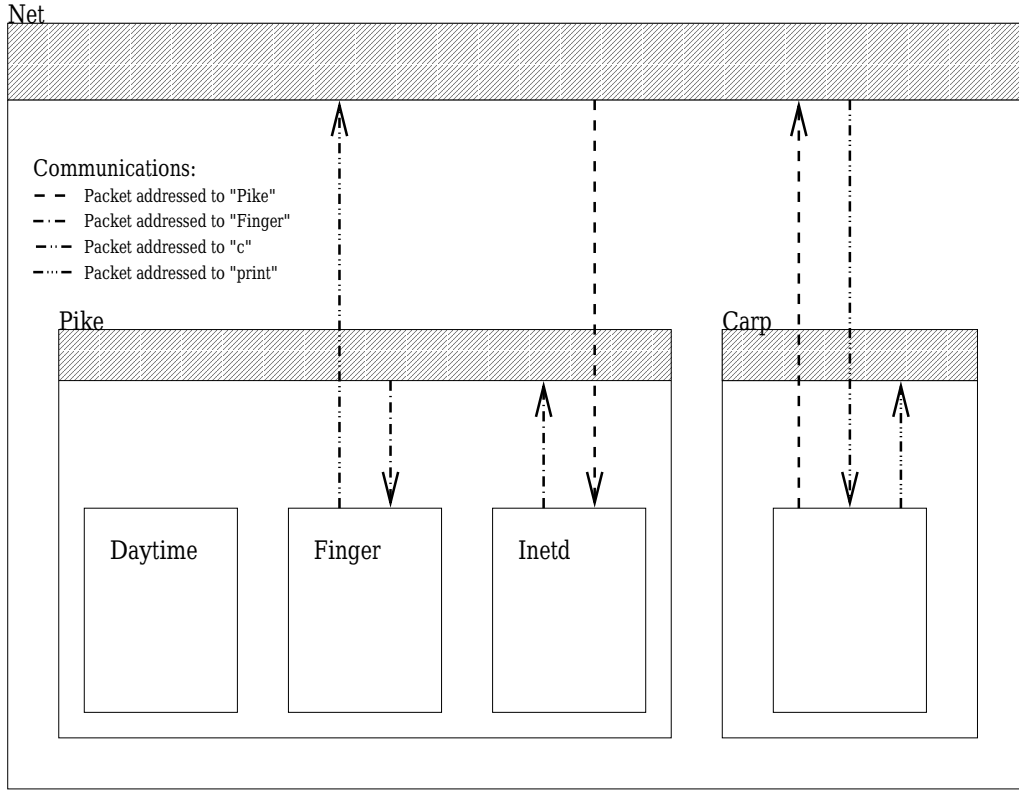 Net
Communications:
Packet addressed to "Pike"
Packet addressed to "Finger"
Packet addressed to "c"
Packet addressed to "print"
Pike
Carp
Daytime
Finger
Inetd